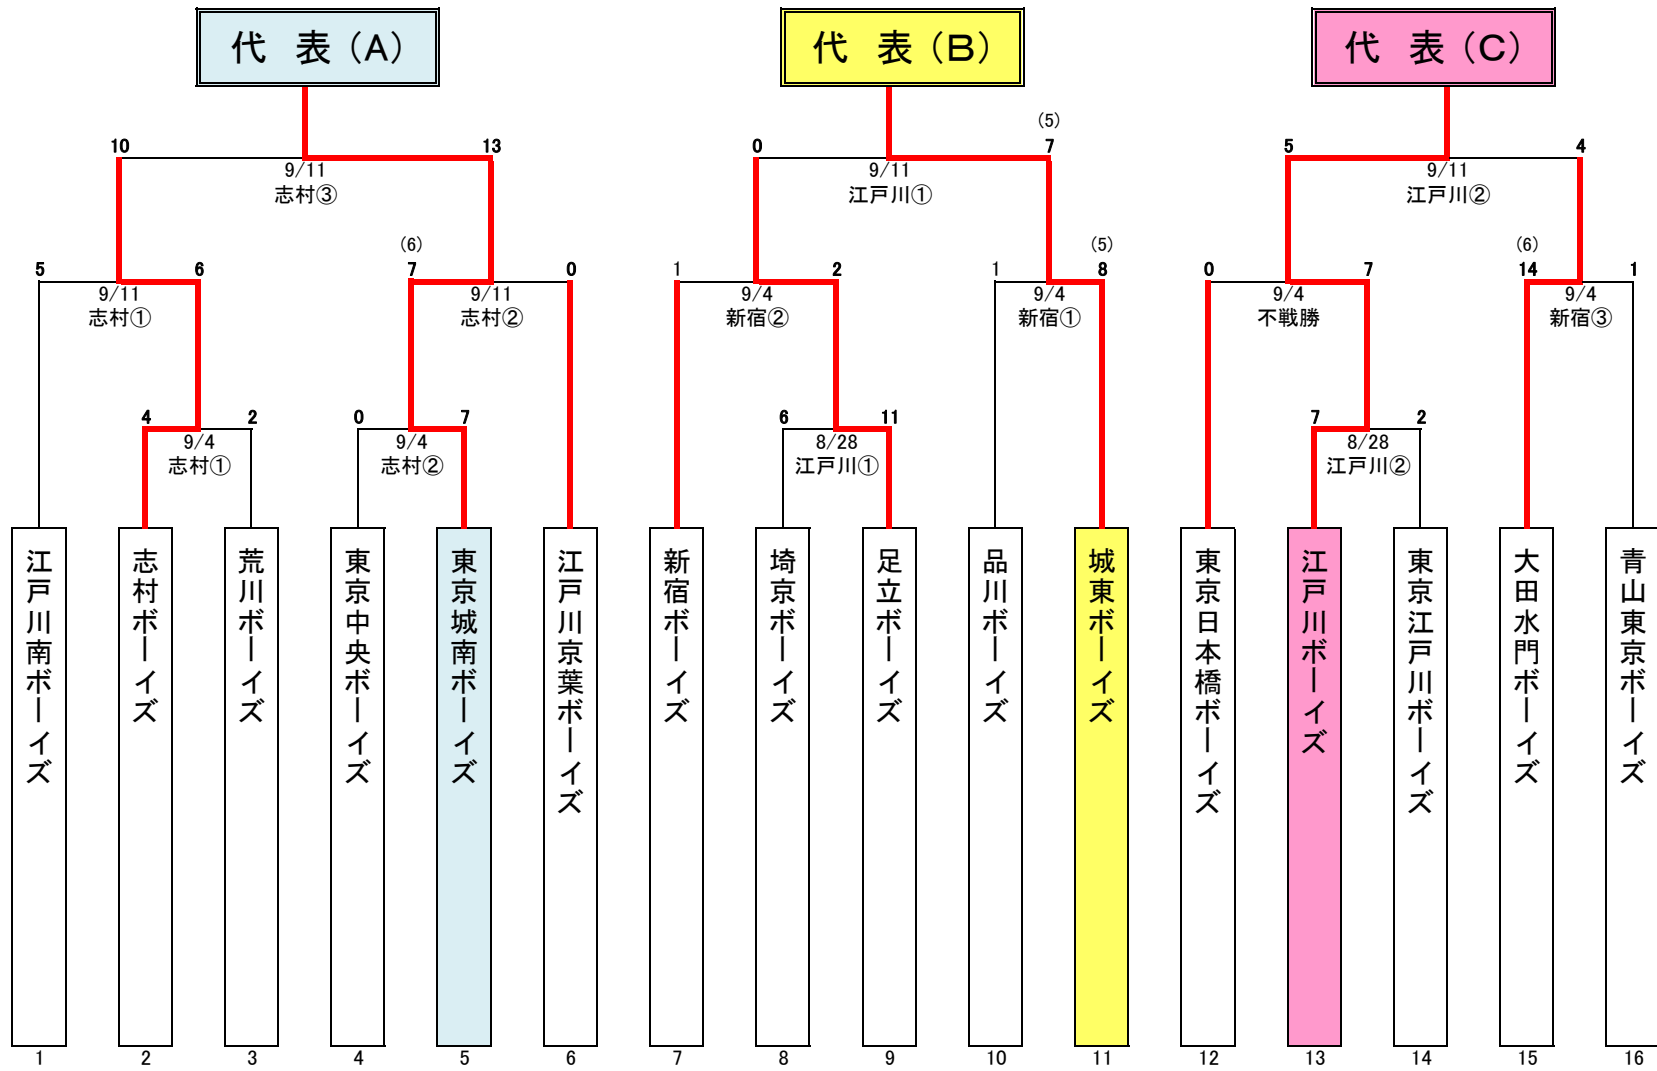 代 表（A） 代 表（B） 代 表（C）
(5)
10 13 0 7 5 4
9/11 9/11 9/11
志村③ 江戸川① 江戸川②
(6) (5) (6)
5 6 7 0 1 2 1 8 0 7 14 1
9/11 9/11 9/4 9/4 9/4 9/4
志村① 志村② 新宿② 新宿① 不戦勝 新宿③
4 2 0 7 6 11 7 2
9/4 9/4 8/28 8/28
志村① 志村② 江戸川① 江戸川②
江戸川南ボーイズ
志村ボーイズ
荒川ボーイズ
東京中央ボーイズ
東京城南ボーイズ
江戸川京葉ボーイズ
新宿ボーイズ
埼京ボーイズ
足立ボーイズ
品川ボーイズ
城東ボーイズ
東京日本橋ボーイズ
江戸川ボーイズ
東京江戸川ボーイズ
大田水門ボーイズ
青山東京ボーイズ
1 2 3 4 5 6 7 8 9 10 11 12 13 14 15 16